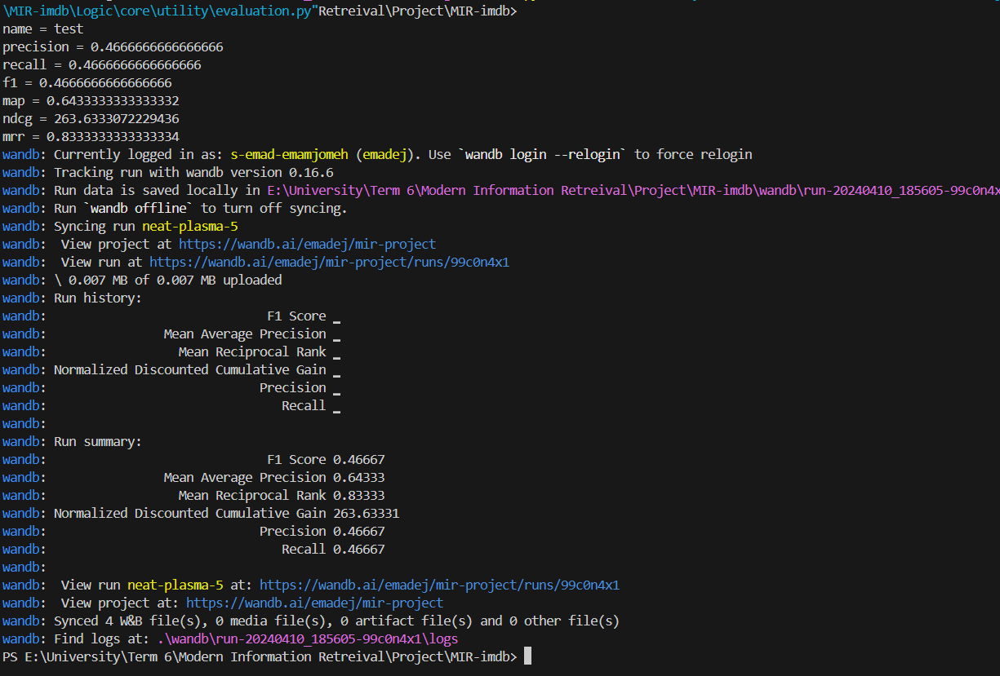 \MIR-imdb\Logic\core\utility\evaluation.py"Retreival\Project\MIR-imdb>
name = test
precision = 0.4666666666666666
recall = 0.4666666666666666
f1 = 0.4666666666666666
map = 0.6433333333333332
ndcg = 263.6333072229436
mrr = 0.8333333333333334
wandb: Currently logged in as: s-emad-emamjomeh (emadej). Use `wandb login --relogin` to force relogin
wandb: Tracking run with wandb version 0.16.6
wandb: Run data is saved locally in E:\University\Term 6\Modern Information Retreival\Project\MIR-imdb\wandb\run-20240410_185605-99c0n4x
wandb: Run `wandb offline` to turn off syncing.
wandb: Syncing run neat-plasma-5
wandb:  View project at https://wandb.ai/emadej/mir-project
wandb:  View run at https://wandb.ai/emadej/mir-project/runs/99c0n4x1
wandb: \ 0.007 MB of 0.007 MB uploaded
wandb: Run history:
wandb: F1 Score _
wandb: Mean Average Precision _
wandb: Mean Reciprocal Rank _
wandb: Normalized Discounted Cumulative Gain _
wandb: Precision _
wandb: Recall _
wandb:
wandb: Run summary:
wandb: F1 Score 0.46667
wandb: Mean Average Precision 0.64333
wandb: Mean Reciprocal Rank 0.83333
wandb: Normalized Discounted Cumulative Gain 263.63331
wandb: Precision 0.46667
wandb: Recall 0.46667
wandb:
wandb:  View run neat-plasma-5 at: https://wandb.ai/emadej/mir-project/runs/99c0n4x1
wandb:  View project at: https://wandb.ai/emadej/mir-project
wandb: Synced 4 W&B file(s), 0 media file(s), 0 artifact file(s) and 0 other file(s)
wandb: Find logs at: .\wandb\run-20240410_185605-99c0n4x1\logs
PS E:\University\Term 6\Modern Information Retreival\Project\MIR-imdb>